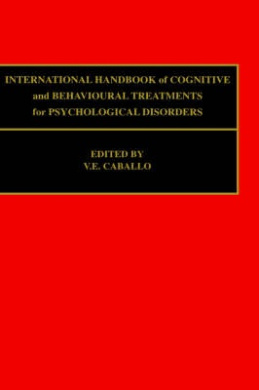 INTERNATIONAL HANDBOOK of COGNITIVE
and BEHAVIOURAL TREATMENTS
for PSYCHOLOGICAL DISORDERS
EDITED BY
V.E. CABALLO